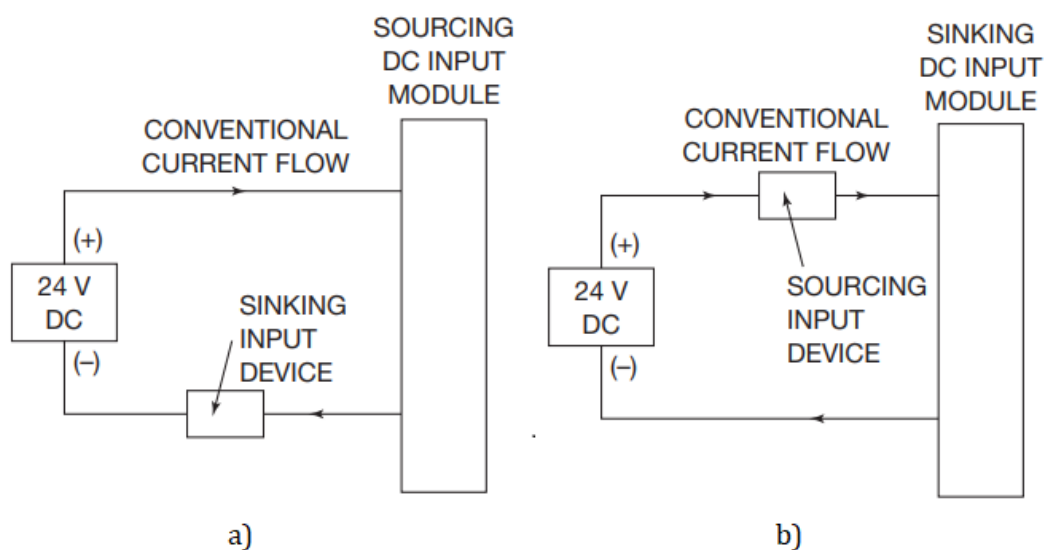 SOURCING
DC INPUT
MODULE
CONVENTIONAL
CURRENT FLOW
(+)
24 V
DC
(–)
SINKING
INPUT
DEVICE
a)
SINKING
DC INPUT
MODULE
CONVENTIONAL
CURRENT FLOW
(+)
24 V
DC
(–)
SOURCING
INPUT
DEVICE
b)